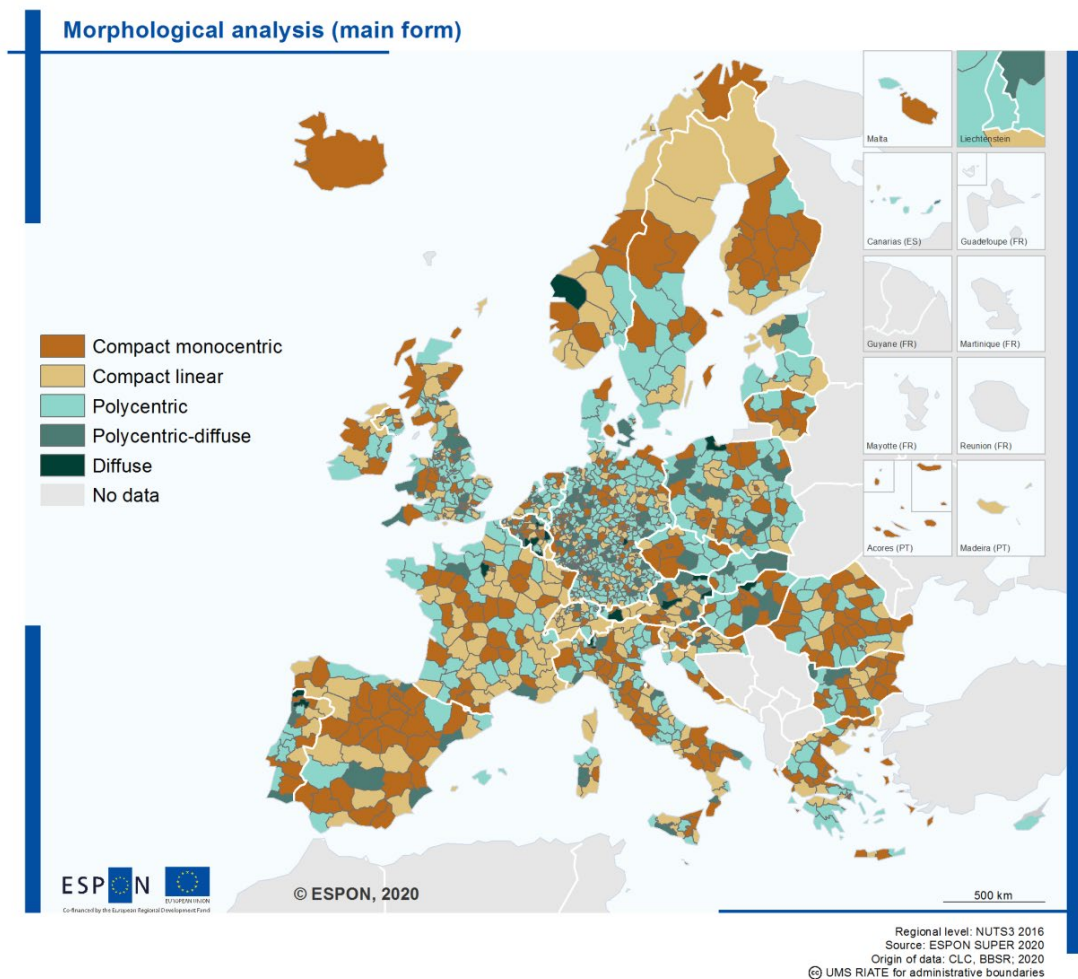 Morphological analysis (main form)
Malta
Liechtenstein
Canarias (ES)
Guadeloupe (FR)
Guyane (FR)
Martinique (FR)
Mayotte (FR)
Reunion (FR)
Acores (PT)
Madeira (PT)
Compact monocentric
Compact linear
Polycentric
Polycentric-diffuse
Diffuse
No data
ESPON
EUROPEAN UNION
Co-financed by the European Regional Development Fund
© ESPON, 2020
500 km
Regional level: NUTS3 2016
Source: ESPON SUPER 2020
Origin of data: CLC, BBSR; 2020
cc UMS RIATE for administrative boundaries